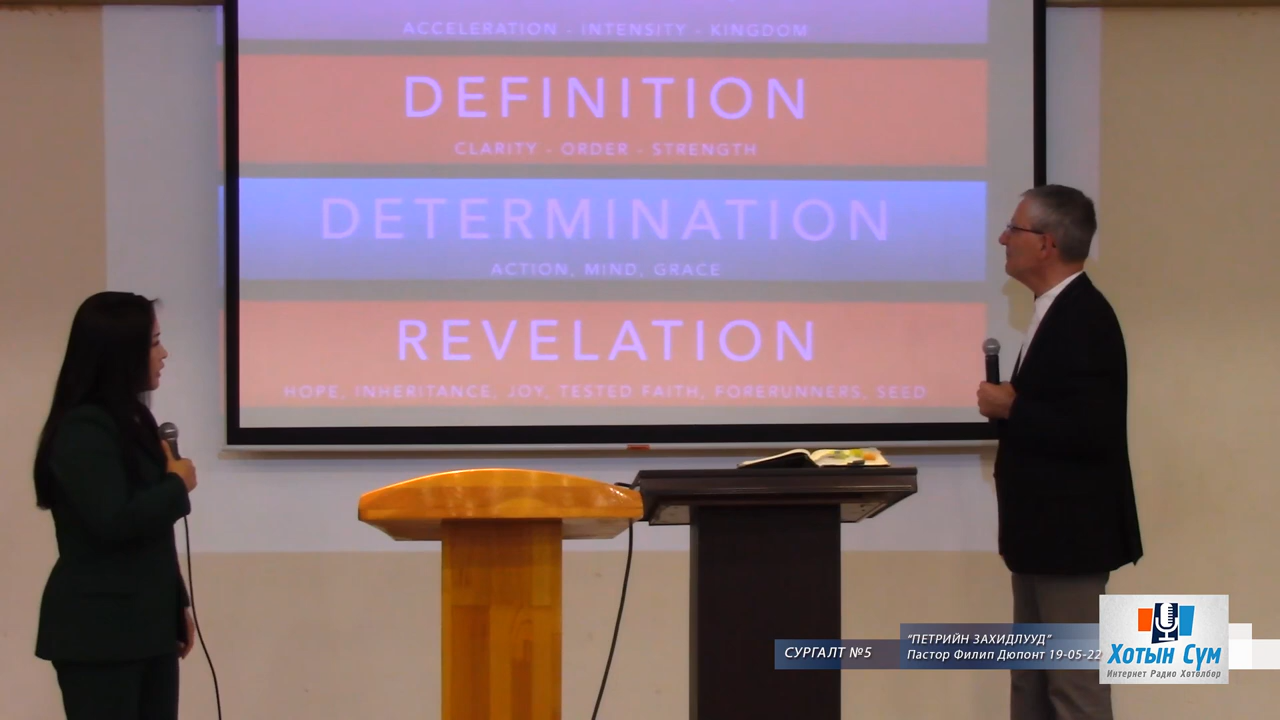 ACCELERATION - INTENSITY - KINGDOM
DEFINITION
CLARITY - ORDER - STRENGTH
DETERMINATION
ACTION, MIND, GRACE
REVELATION
HOPE, INHERITANCE, JOY, TESTED FAITH, FORERUNNERS, SEED
СУРГАЛТ №5
"ПЕТРИЙН ЗАХИДЛУУД"
Пастор Филип Дюпонт 19-05-22
Хотын Сүм
Интернет Радио Хөтөлбөр